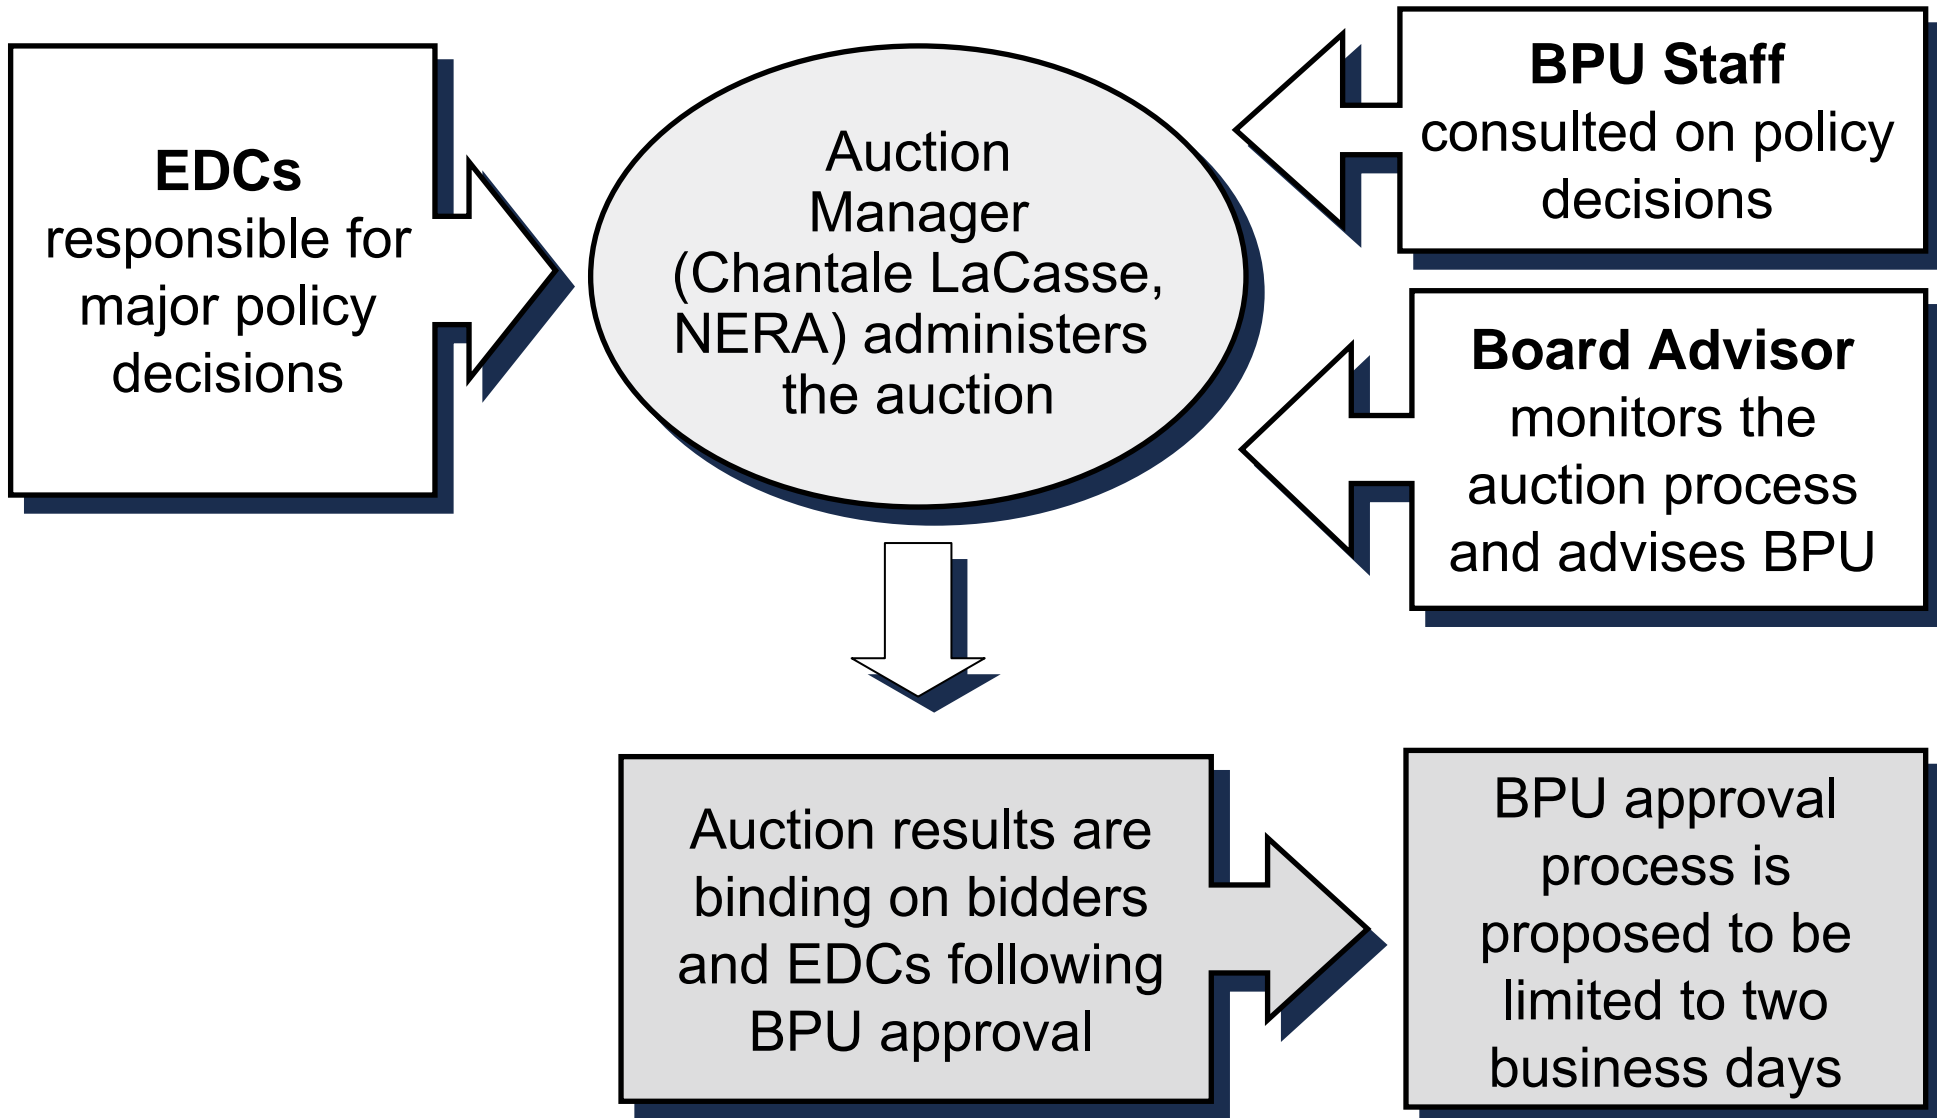 EDCs
responsible for
major policy
decisions
Auction
Manager
(Chantale LaCasse,
NERA) administers
the auction
BPU Staff
consulted on policy
decisions
Board Advisor
monitors the
auction process
and advises BPU
Auction results are
binding on bidders
and EDCs following
BPU approval
BPU approval
process is
proposed to be
limited to two
business days